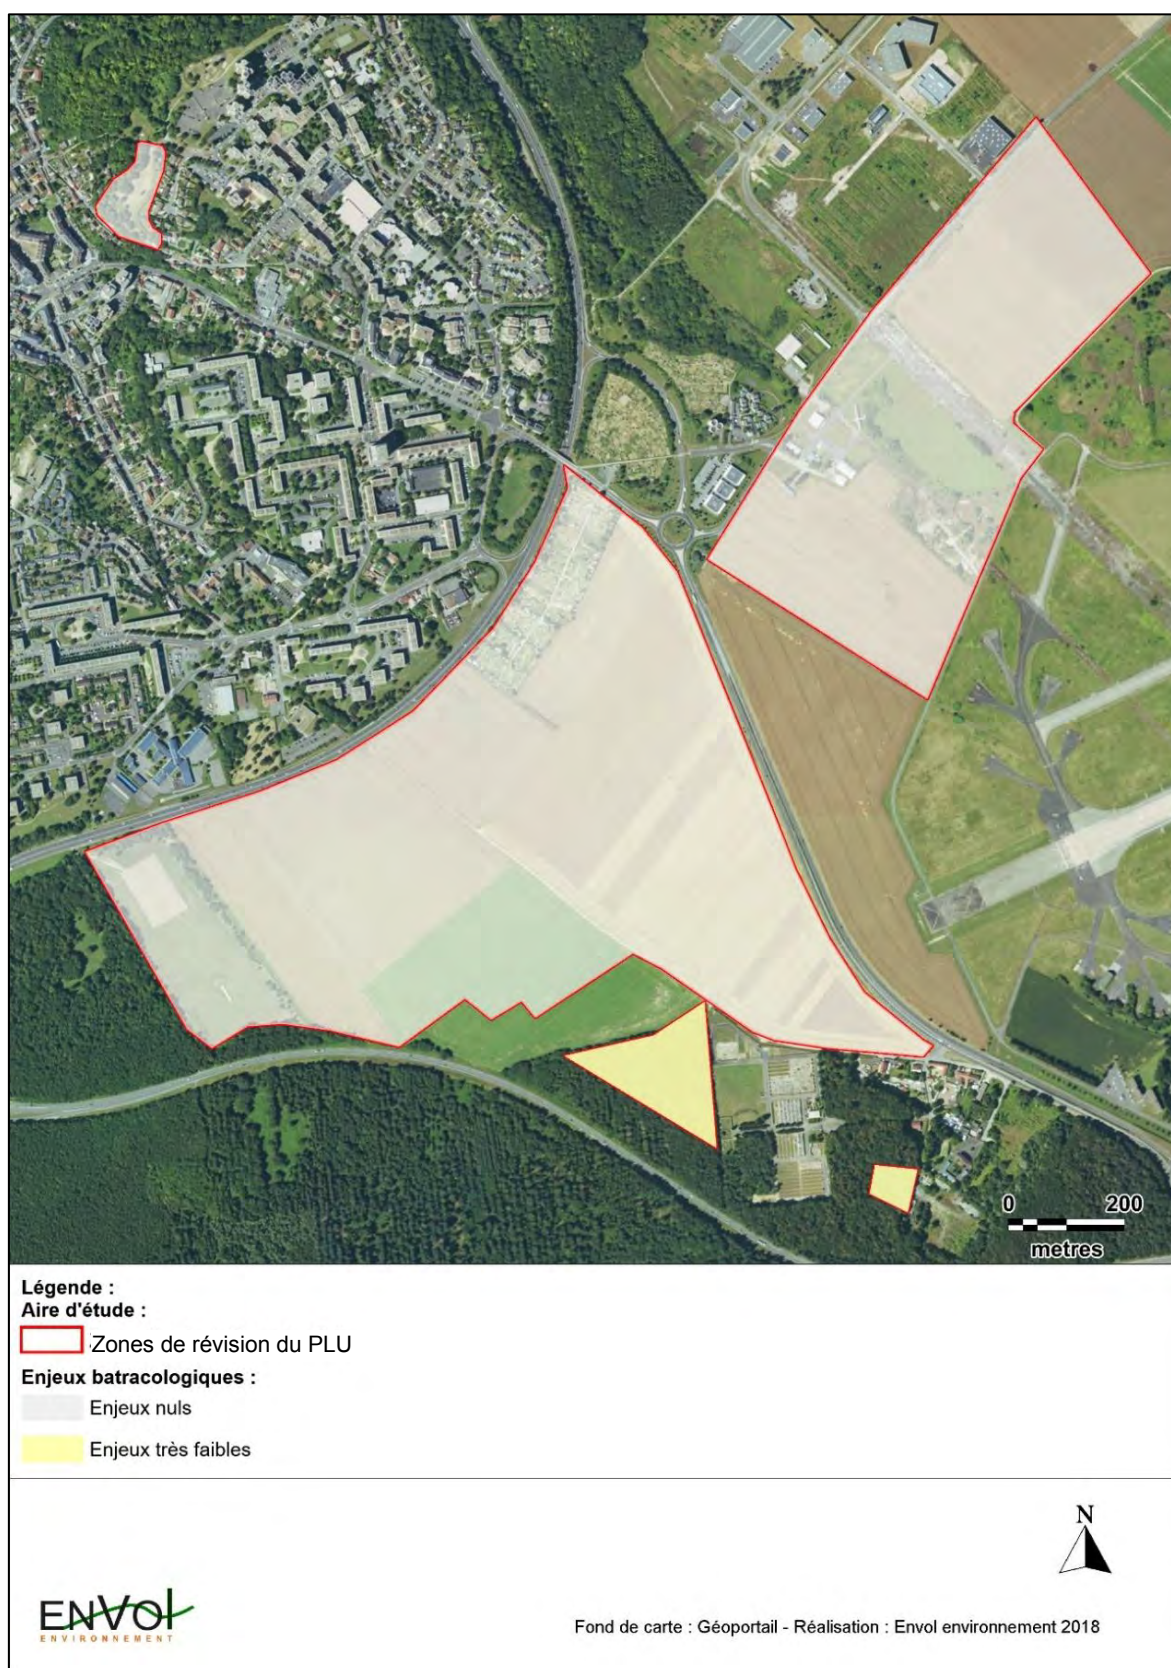 0 200
metres
Légende :
Aire d'étude :
Zones de révision du PLU
Enjeux batracologiques :
Enjeux nuls
Enjeux très faibles
N
ENVOl
ENVIRONNEMENT
Fond de carte : Géoportail - Réalisation : Envol environnement 2018